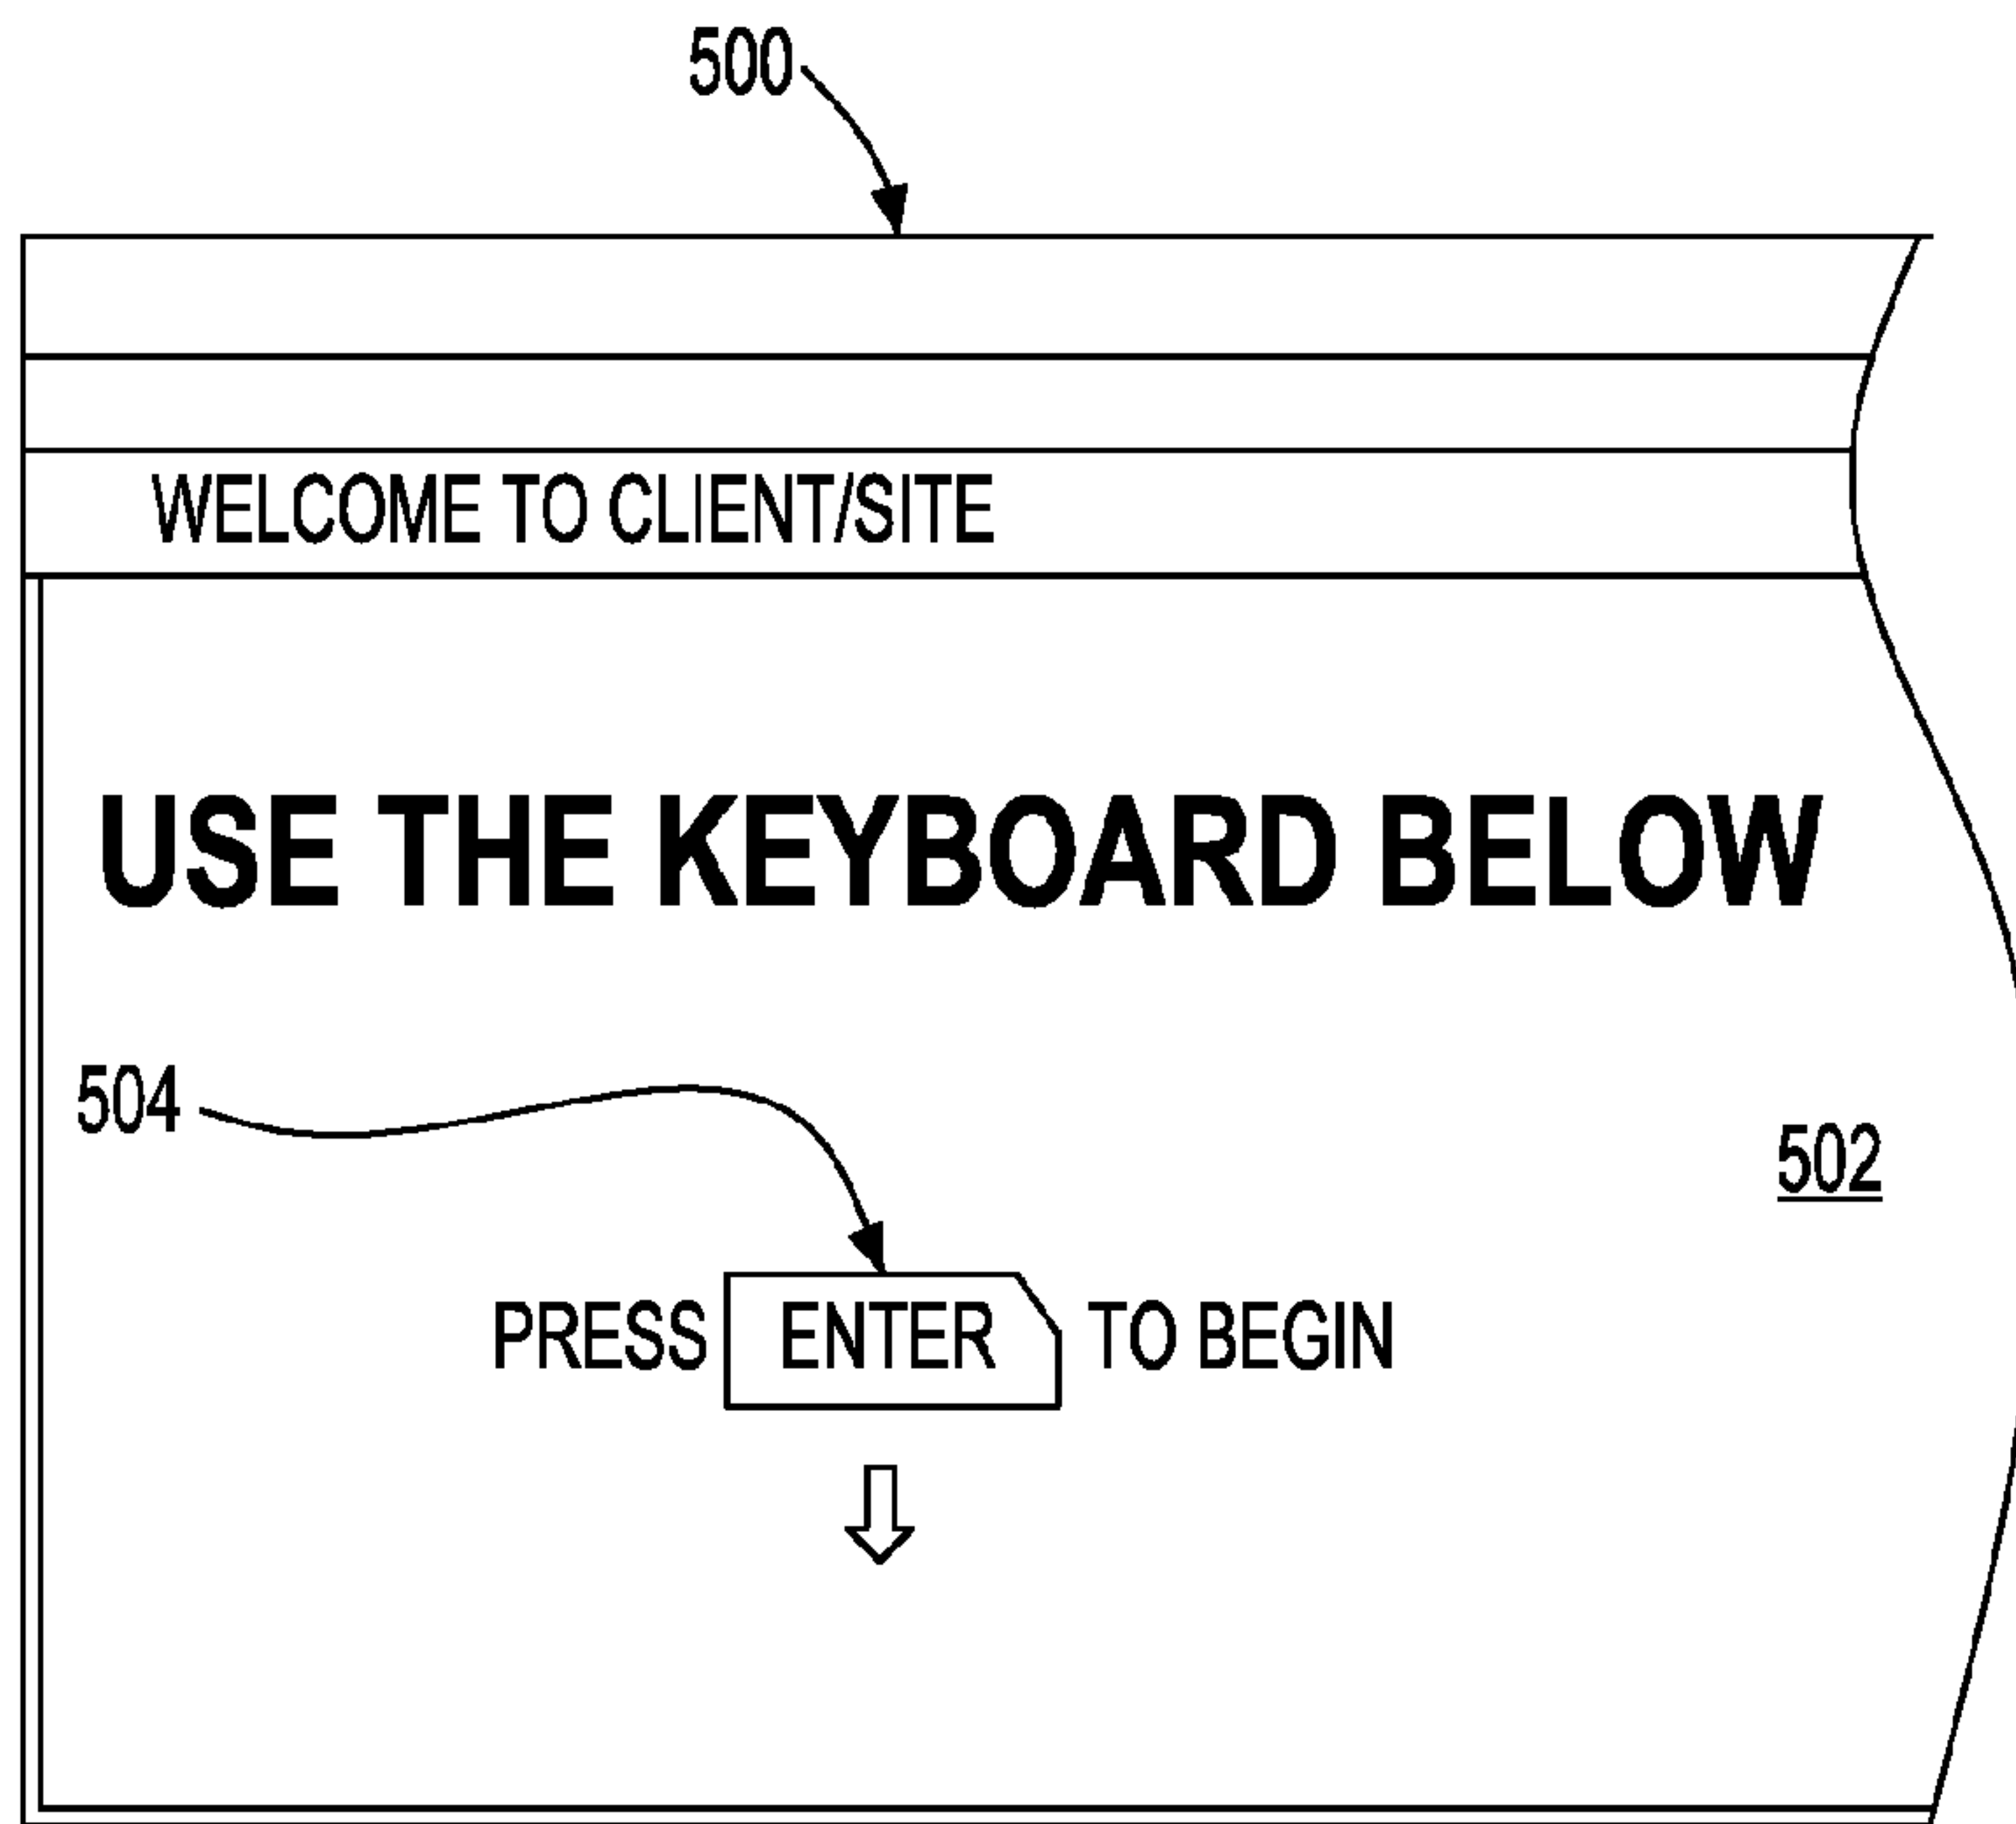 500
WELCOME TO CLIENT/SITE
USE THE KEYBOARD BELOW
504
502
PRESS ENTER TO BEGIN